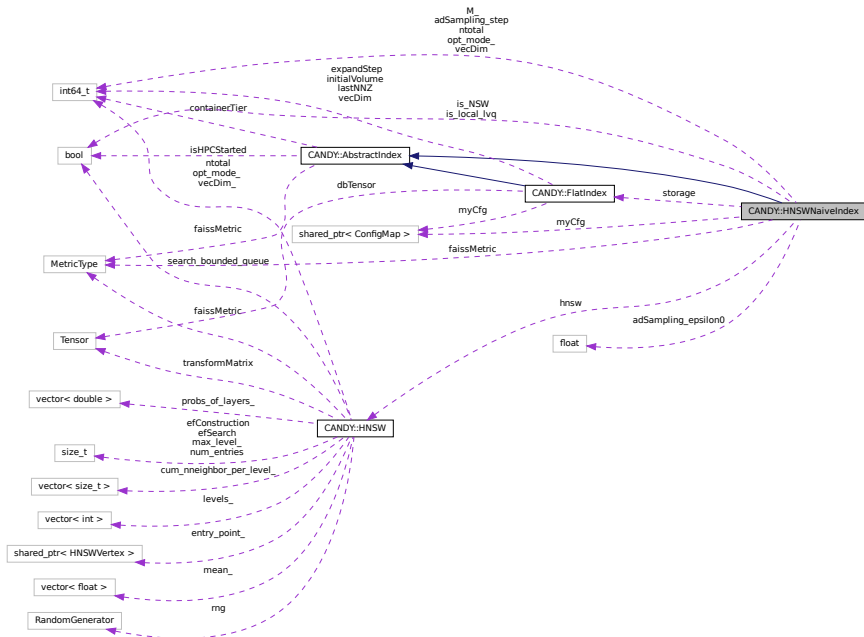 M_
adSampling_step
ntotal
opt_mode_
vecDim
expandStep
initialVolume
lastNNZ
vecDim
int64_t
containerTier
is_NSW
is_local_lvq
bool
isHPCStarted
CANDY::AbstractIndex
ntotal
opt_mode_
vecDim_
dbTensor
CANDY::FlatIndex
storage
CANDY::HNSWNaiveIndex
myCfg
myCfg
faissMetric
shared_ptr< ConfigMap >
faissMetric
MetricType
search_bounded_queue
hnsw
faissMetric
adSampling_epsilon0
Tensor
float
transformMatrix
vector< double >
probs_of_layers_
CANDY::HNSW
efConstruction
efSearch
max_level_
num_entries
size_t
cum_nneighbor_per_level_
vector< size_t >
levels_
vector< int >
entry_point_
shared_ptr< HNSWVertex >
mean_
vector< float >
rng
RandomGenerator